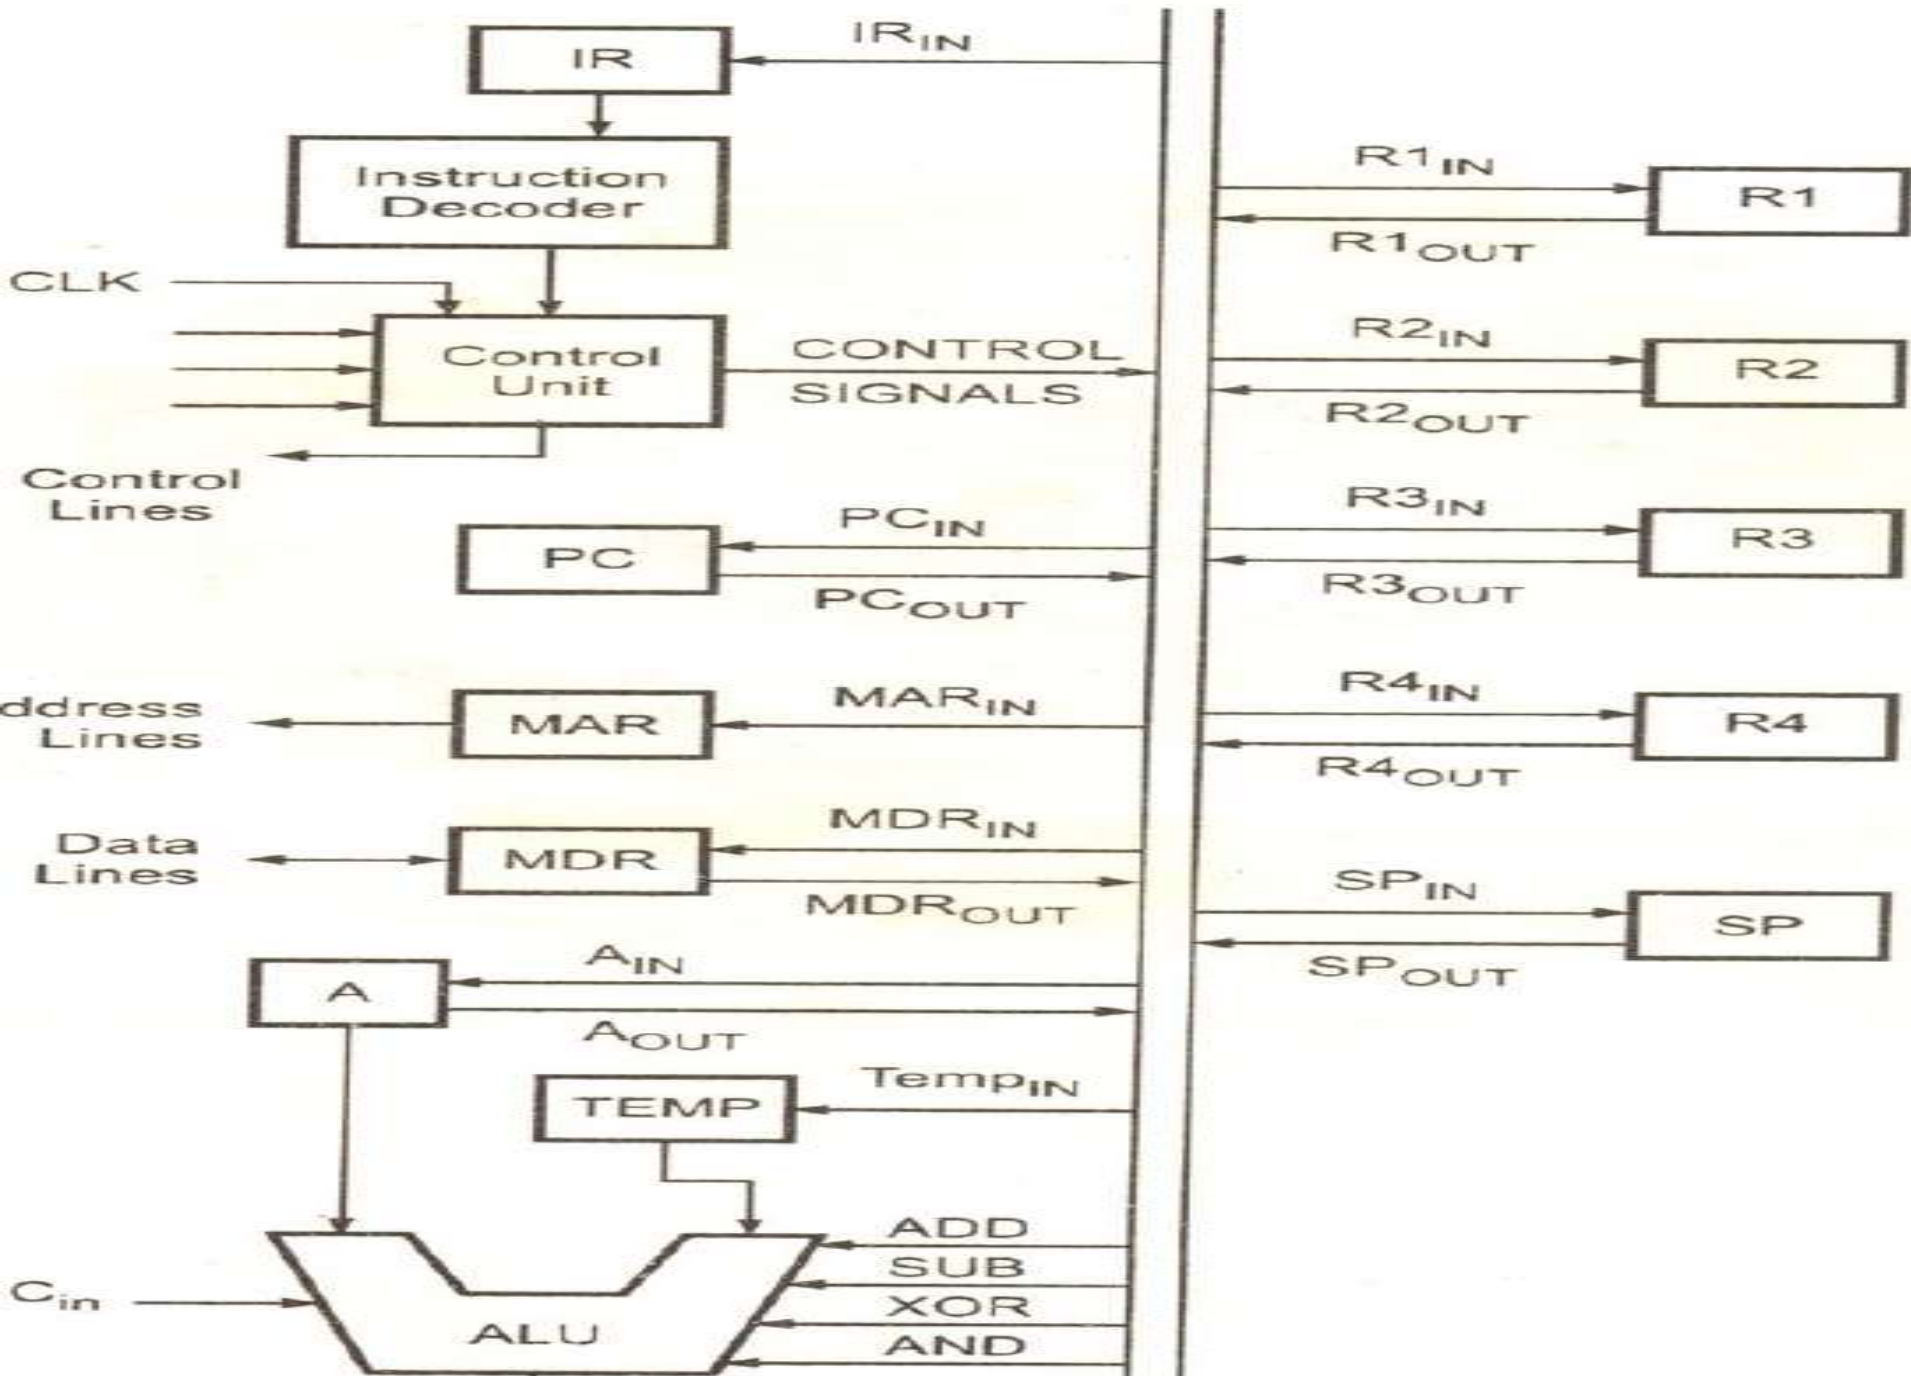 IR
IRIN
Instruction
Decoder
R1IN
R1
R1OUT
CLK
Control
Unit
CONTROL
SIGNALS
R2IN
R2
R2OUT
Control
Lines
PCIN
PC
PCOUT
R3IN
R3
R3OUT
ddress
Lines
MAR
MARIN
R4IN
R4
R4OUT
Data
Lines
MDR
MDRIN
MDROUT
SPIN
SP
SPOUT
A
AIN
AOUT
TEMP
TempIN
Cin
ALU
ADD
SUB
XOR
AND